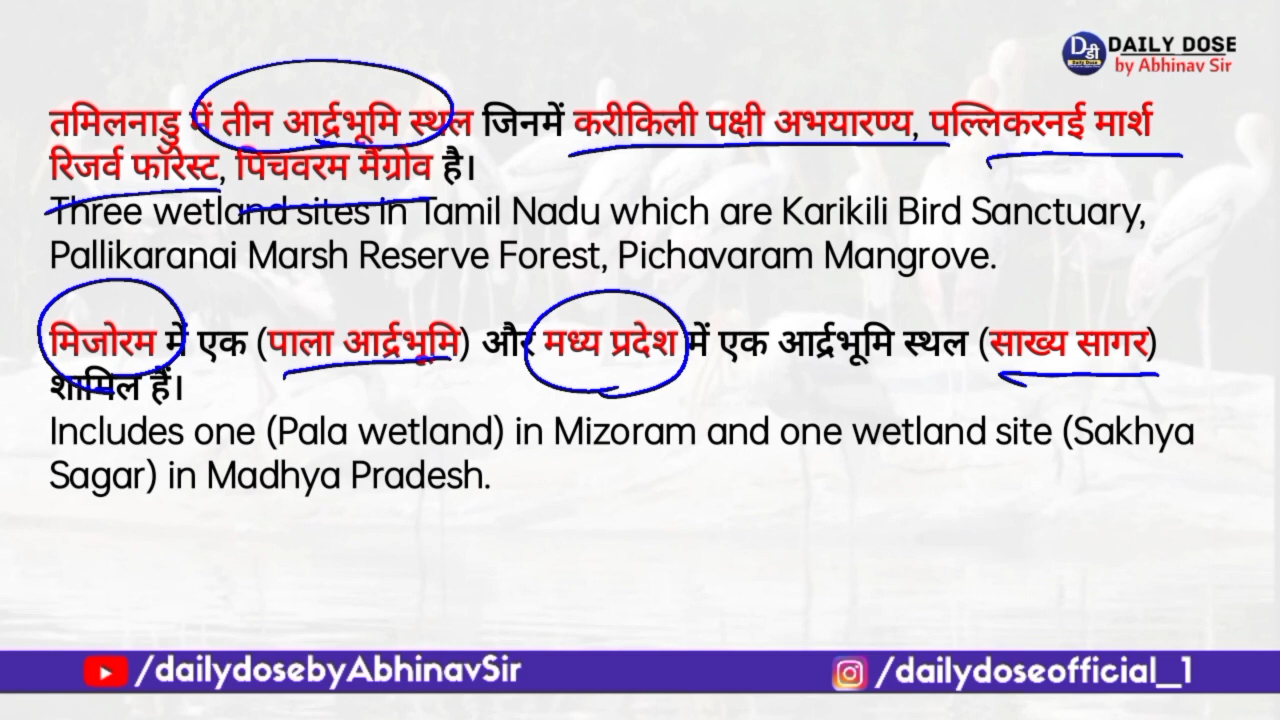 Dडी
Daily Dose
DAILY DOSE
by Abhinav Sir
तमिलनाडु में तीन आर्द्रभूमि स्थल जिनमें करीकिली पक्षी अभयारण्य, पल्लिकरनई मार्श
रिजर्व फॉरेस्ट, पिचवरम मैंग्रोव है।
Three wetland sites in Tamil Nadu which are Karikili Bird Sanctuary,
Pallikaranai Marsh Reserve Forest, Pichavaram Mangrove.
मिजोरम में एक (पाला आर्द्रभूमि) और मध्य प्रदेश में एक आर्द्रभूमि स्थल (साख्य सागर)
शामिल हैं।
Includes one (Pala wetland) in Mizoram and one wetland site (Sakhya
Sagar) in Madhya Pradesh.
/dailydosebyAbhinavSir
/dailydoseofficial_1